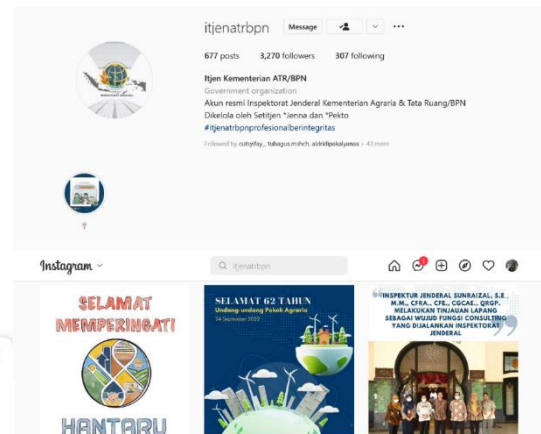 itjenatrbpn Message
677 posts 3,270 followers 307 following
Itjen Kementerian ATR/BPN
Government organization
Akun resmi Inspektorat Jenderal Kementerian Agraria & Tata Ruang/BPN
Dikelola oleh Setitjen "Jenna dan "Pekto
#itjenatrbpnprofesionalberintegritas
Followed by
Instagram
itjenatrbpn
SELAMAT
MEMPERINGATI
HANTARU
SELAMAT 62 TAHUN
Undang-undang Pokok Agraria
24 September 2022
INSPEKTUR JENDERAL SUNRAIZAL, S.E.,
M.M., CFRA., CFE., CGCAE., QRGP.
MELAKUKAN TINJAUAN LAPANG
SEBAGAI WUJUD FUNGSI CONSULTING
YANG DIJALANKAN INSPEKTORAT
JENDERAL